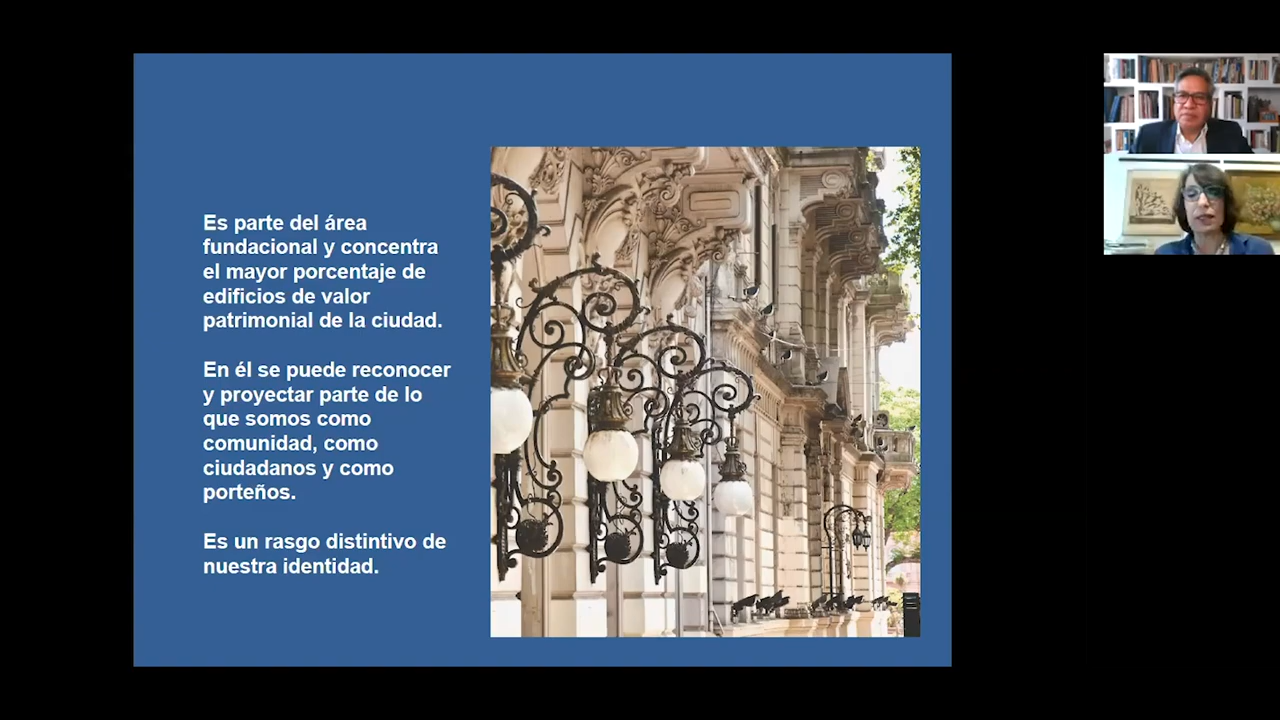 Es parte del área
fundacional y concentra
el mayor porcentaje de
edificios de valor
patrimonial de la ciudad.
En él se puede reconocer
y proyectar parte de lo
que somos como
comunidad, como
ciudadanos y como
porteños.
Es un rasgo distintivo de
nuestra identidad.